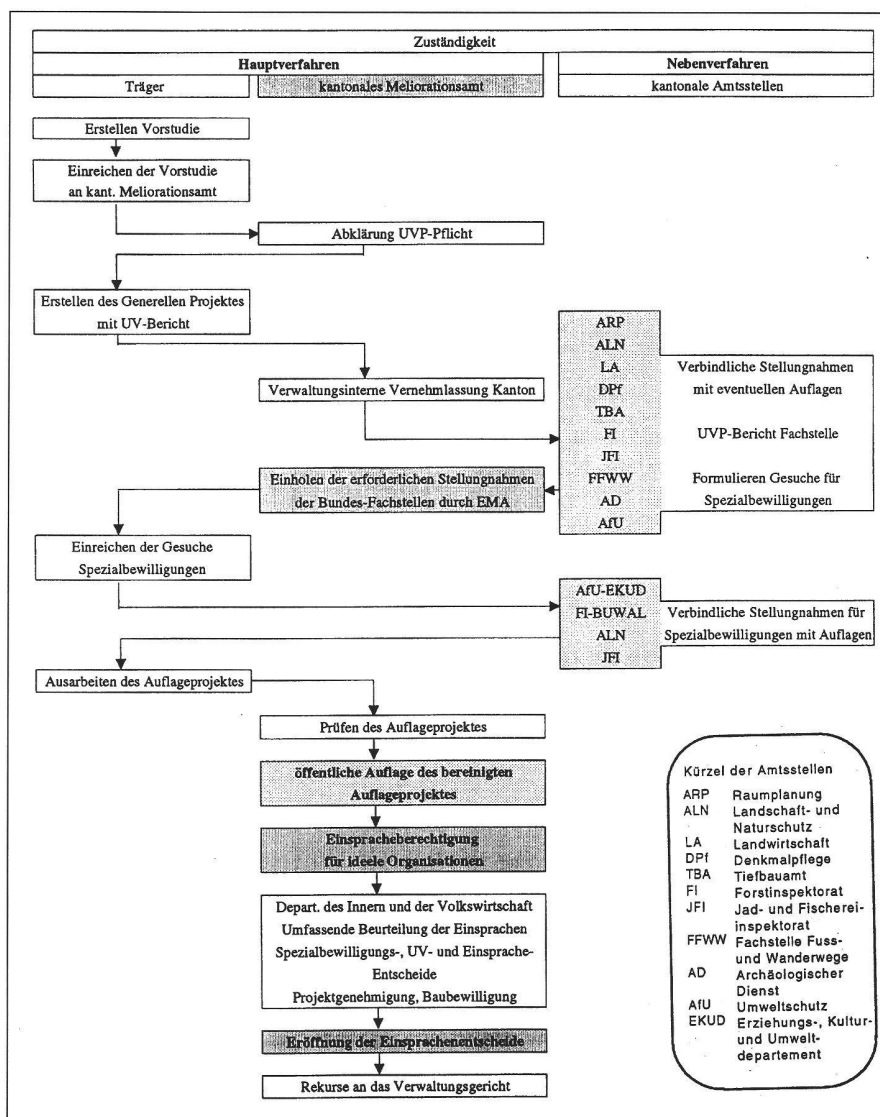 Zuständigkeit
Hauptverfahren
Nebenverfahren
Träger
kantonales Meliorationsamt
kantonale Amtsstellen
Erstellen Vorstudie
Einreichen der Vorstudie
an kant. Meliorationsamt
Abklärung UVP-Pflicht
Erstellen des Generellen Projektes
mit UV-Bericht
Verwaltungsinterne Vernehmlassung Kanton
ARP
ALN
LA
DPf
TBA
FI
JFI
FFWW
AD
AfU
Verbindliche Stellungnahmen
mit eventuellen Auflagen
UVP-Bericht Fachstelle
Formulieren Gesuche für
Spezialbewilligungen
Einholen der erforderlichen Stellungnahmen
der Bundes-Fachstellen durch EMA
Einreichen der Gesuche
Spezialbewilligungen
AfU-EKUD
FI-BUWAL
ALN
JFI
Verbindliche Stellungnahmen für
Spezialbewilligungen mit Auflagen
Ausarbeiten des Auflageprojektes
Prüfen des Auflageprojektes
öffentliche Auflage des bereinigten
Auflageprojektes
Einspracheberechtigung
für ideele Organisationen
Depart. des Innern und der Volkswirtschaft
Umfassende Beurteilung der Einsprachen
Spezialbewilligungs-, UV- und Einsprache-
Entscheide
Projektgenehmigung, Baubewilligung
Eröffnung der Einsprachenentscheide
Rekurse an das Verwaltungsgericht
Kürzel der Amtsstellen
ARP Raumplanung
ALN Landschaft- und
Naturschutz
LA Landwirtschaft
DPf Denkmalpflege
TBA Tiefbauamt
FI Forstinspektorat
JFI Jad- und Fischerei-
inspektorat
FFWW Fachstelle Fuss-
und Wanderwege
AD Archäologischer
Dienst
AfU Umweltschutz
EKUD Erziehungs-, Kultur-
und Umwelt-
departement